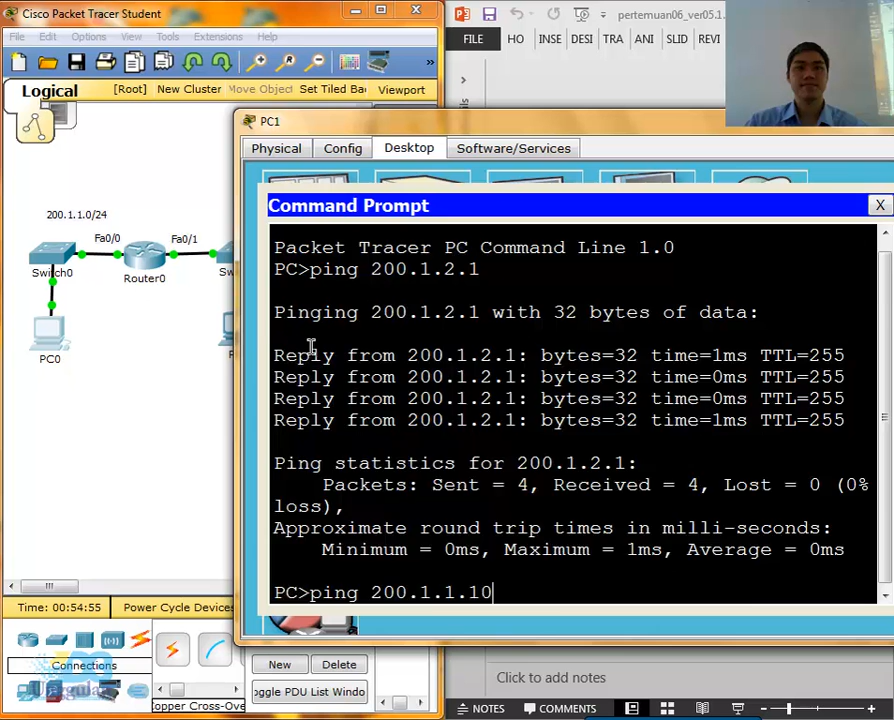 Cisco Packet Tracer Student
File Edit Options View Tools Extensions Help
Logical
[Root] New Cluster Move Object Set Tiled Bac Viewport
200.1.1.0/24
Fa0/0
Fa0/1
Switch0
Router0
PC0
Time: 00:54:55 Power Cycle Devices
Connections
Copper Cross-Ove
New
Delete
oggle PDU List Windo
pertemuan06_ver05.1
FILE HO INSE DESI TRA ANI SLID REVI
PC1
Physical Config Desktop Software/Services
Command Prompt
X
Packet Tracer PC Command Line 1.0
PC>ping 200.1.2.1
Pinging 200.1.2.1 with 32 bytes of data:
Reply from 200.1.2.1: bytes=32 time=1ms TTL=255
Reply from 200.1.2.1: bytes=32 time=0ms TTL=255
Reply from 200.1.2.1: bytes=32 time=0ms TTL=255
Reply from 200.1.2.1: bytes=32 time=1ms TTL=255
Ping statistics for 200.1.2.1:
Packets: Sent = 4, Received = 4, Lost = 0 (0%
loss),
Approximate round trip times in milli-seconds:
Minimum = 0ms, Maximum = 1ms, Average = 0ms
PC>ping 200.1.1.10
Click to add notes
NOTES COMMENTS